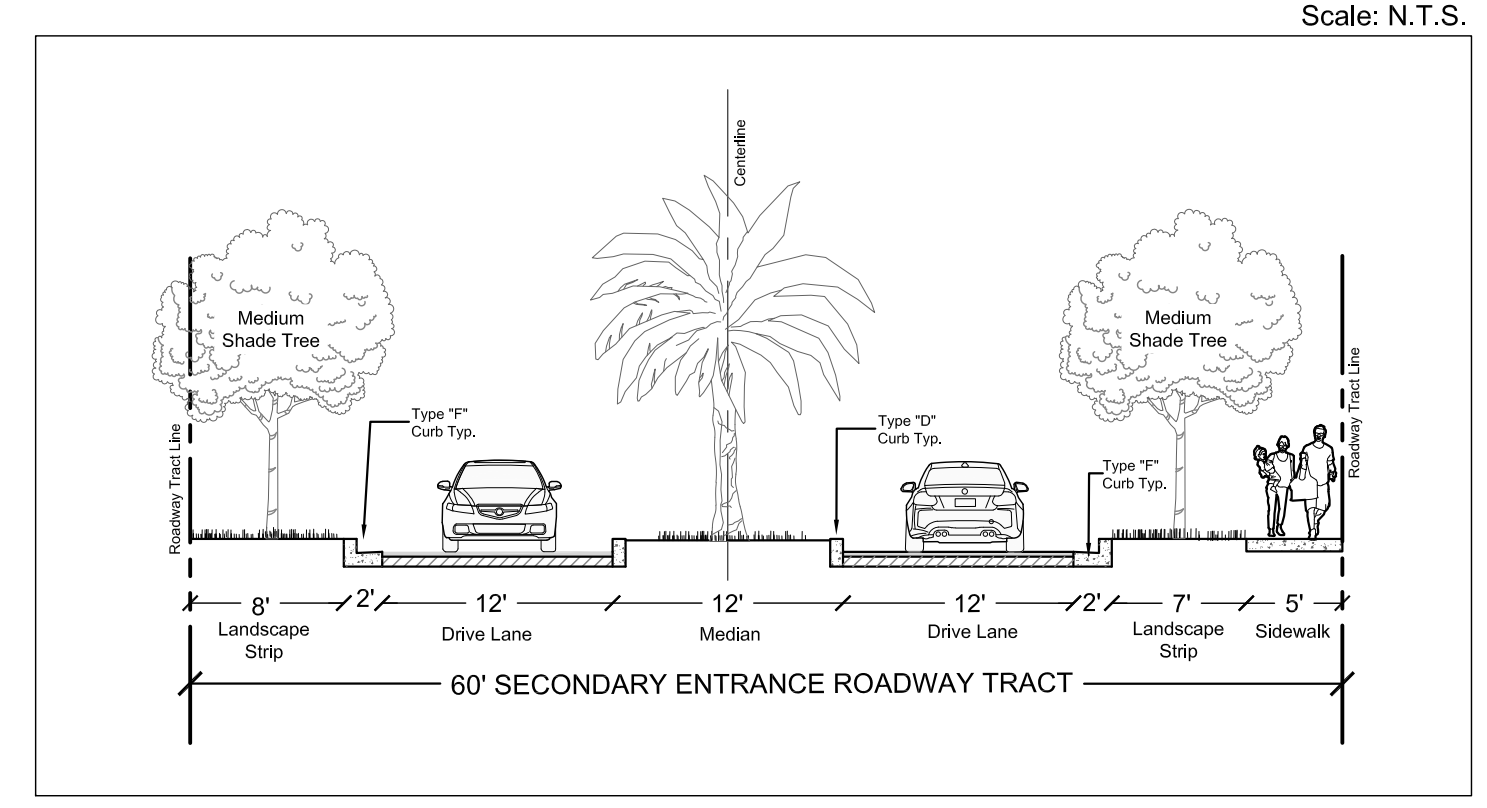 Scale: N.T.S.
Centerline
Medium
Shade Tree
Medium
Shade Tree
Roadway Tract Line
Roadway Tract Line
Type "F"
Curb Typ.
Type "D"
Curb Typ.
Type "F"
Curb Typ.
8'
2'
12'
12'
12'
2'
7'
5'
Landscape
Strip
Drive Lane
Median
Drive Lane
Landscape
Strip
Sidewalk
60' SECONDARY ENTRANCE ROADWAY TRACT